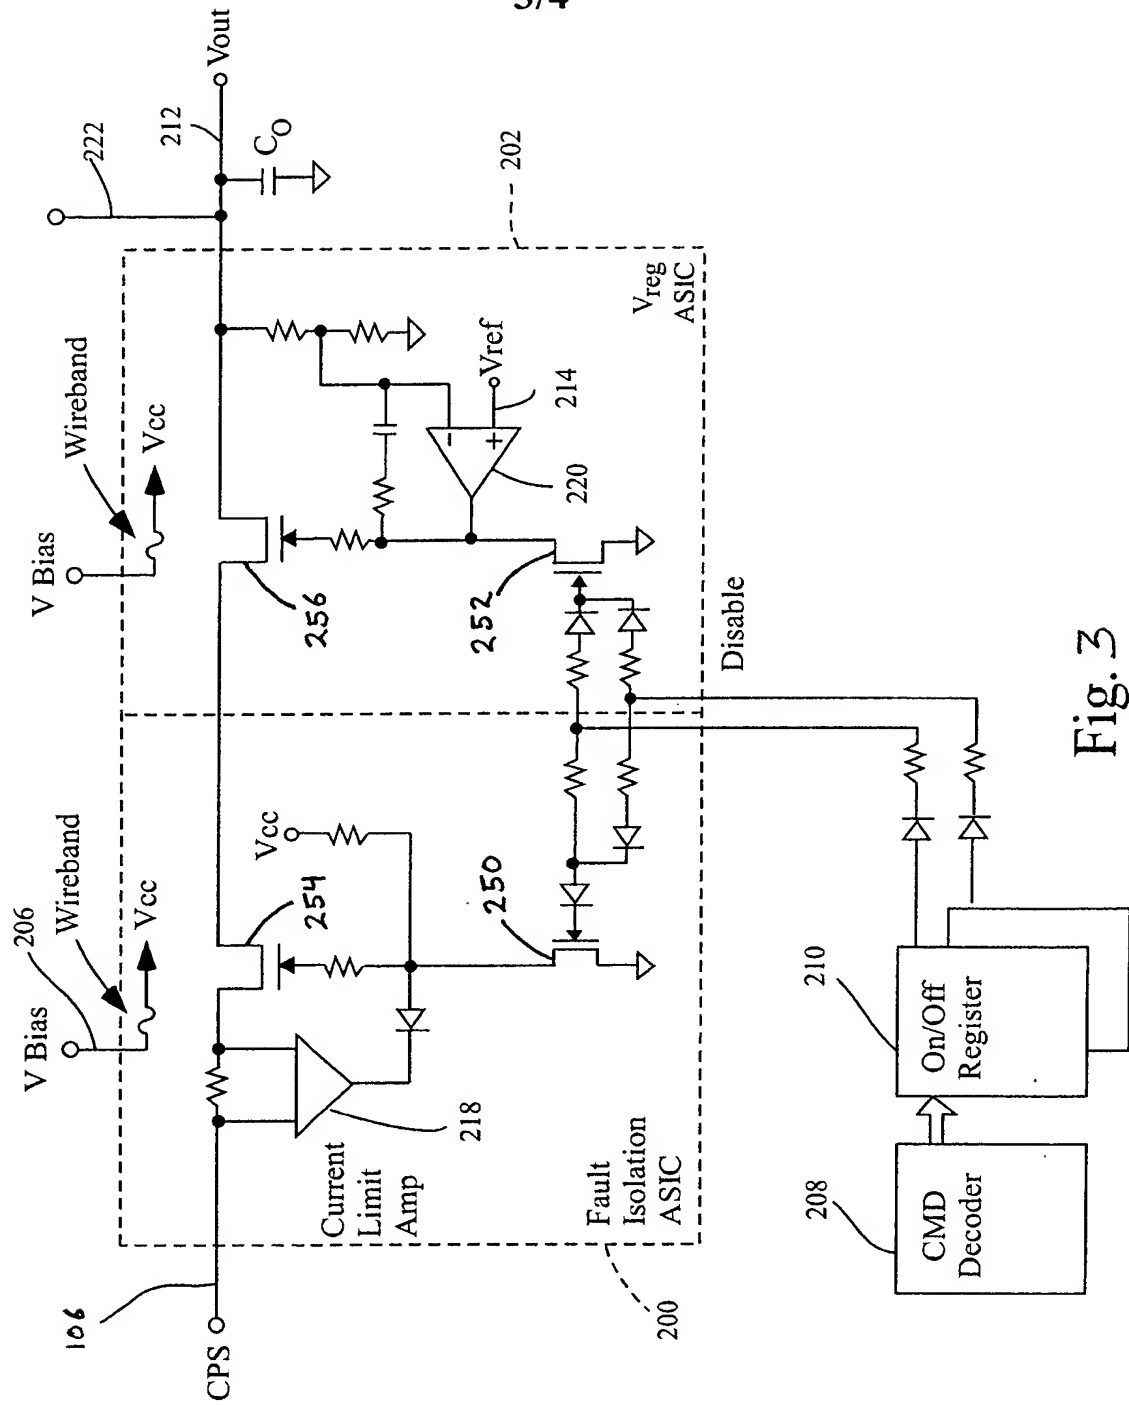 3/4
CPS
106
V Bias
206
Wireband
Vcc
V Bias
Wireband
Vcc
222
212
Vout
CO
202
Vreg
ASIC
Vref
214
220
256
252
Vcc
254
250
218
Current
Limit
Amp
Fault
Isolation
ASIC
200
Disable
210
On/Off
Register
208
CMD
Decoder
Fig. 3